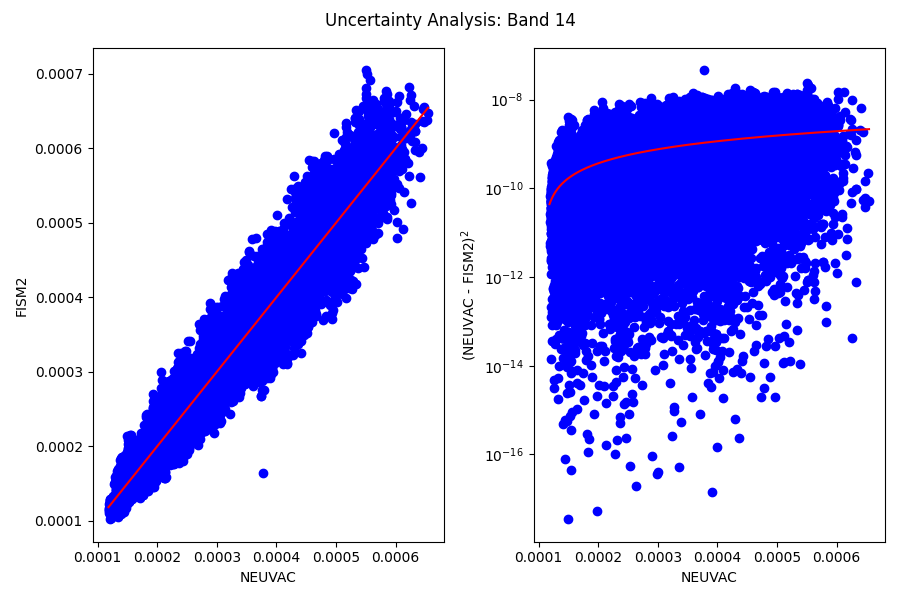 Uncertainty Analysis: Band 14
0.0007
0.0006
0.0005
0.0004
0.0003
0.0002
0.0001
FISM2
0.0001 0.0002 0.0003 0.0004 0.0005 0.0006
NEUVAC
10⁻⁸
10⁻¹⁰
10⁻¹²
10⁻¹⁴
10⁻¹⁶
(NEUVAC - FISM2)²
0.0001 0.0002 0.0003 0.0004 0.0005 0.0006
NEUVAC